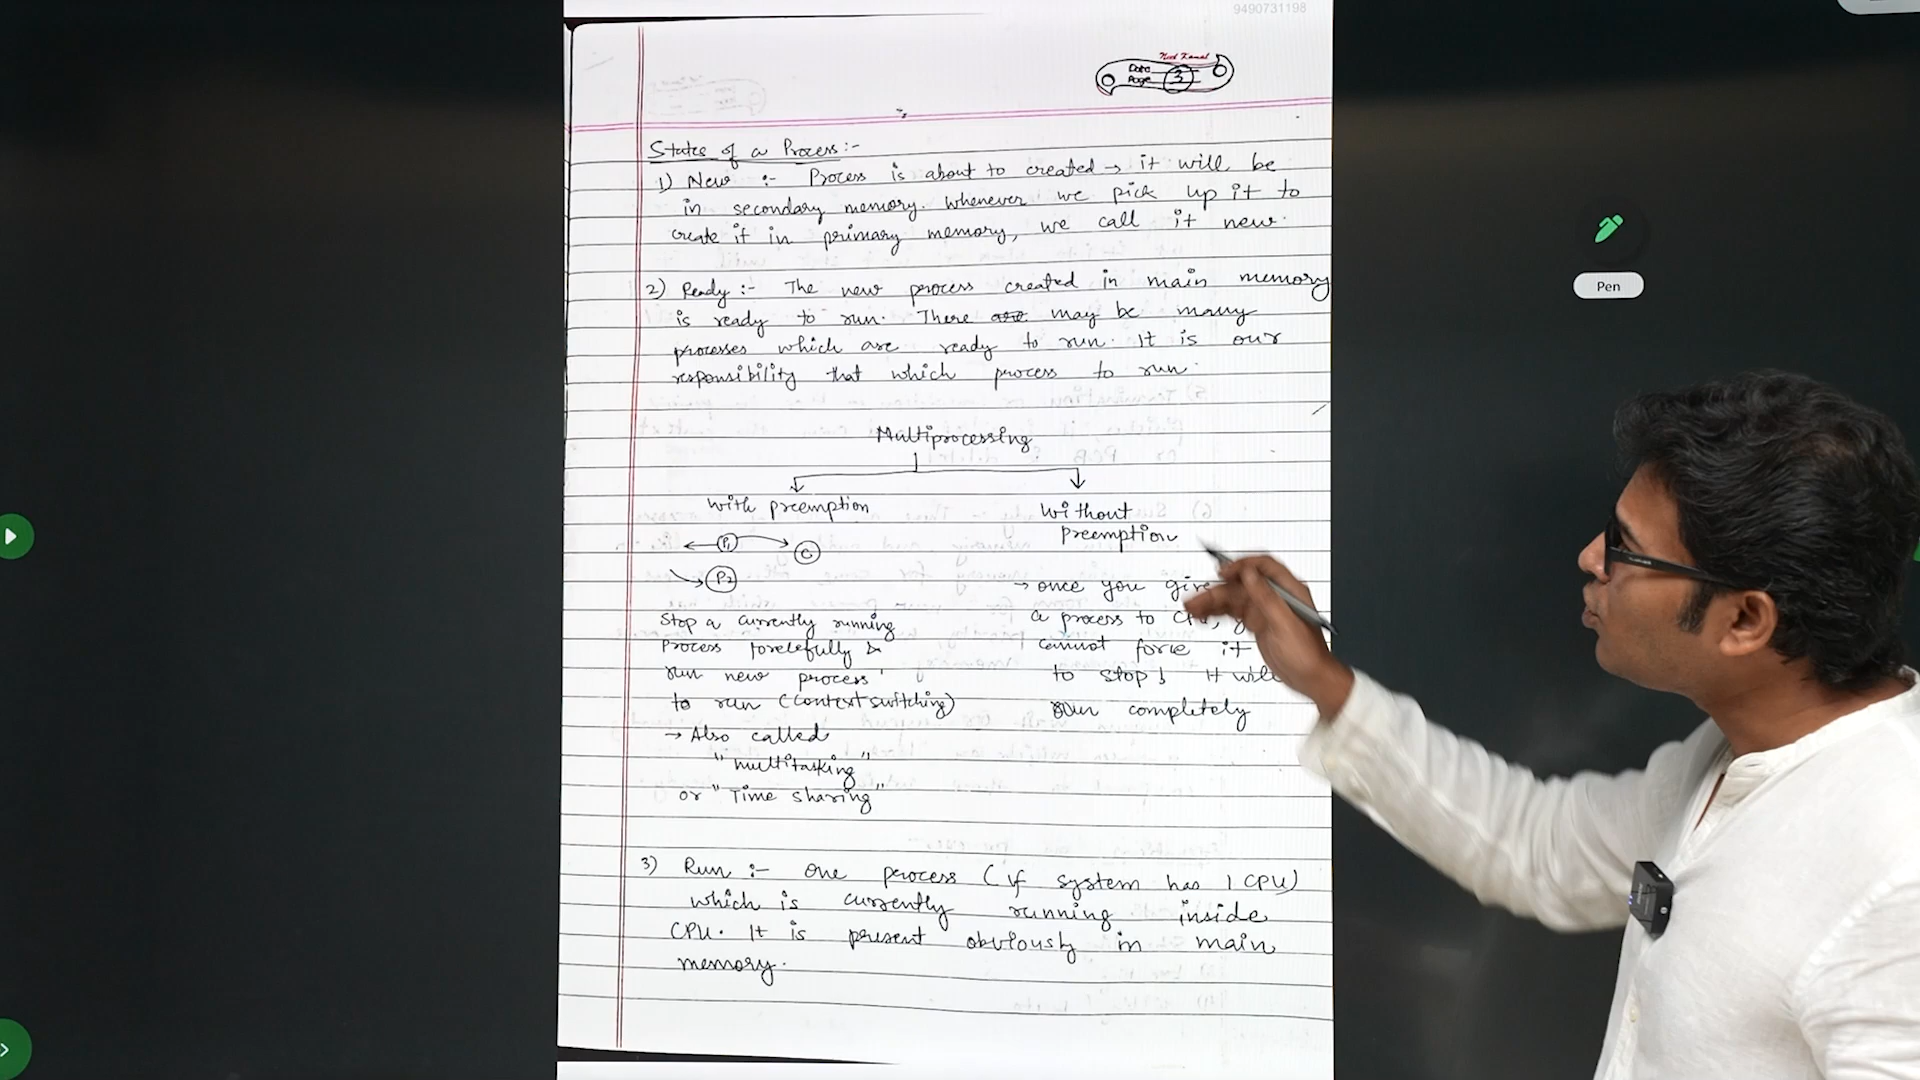 9490731198
Neel Kamal
Date
Page 3
States of a Process :-
1) New :- Process is about to created → it will be
in secondary memory. Whenever we pick up it to
create it in primary memory, we call it new.
2) Ready :- The new process created in main memory
is ready to run. There are may be many
processes which are ready to run. It is our
responsibility that which process to run.
Multiprocessing
With preemption
Without
preemption
P1
P2
Stop a currently running
Process forcefully &
run new process
to run (context switching)
→ Also called
"multitasking"
or "Time sharing"
→ once you give
a process to
cannot force it
to stop. It will
run completely
3) Run :- One process (if system has 1 CPU)
which is currently running inside
CPU. It is present obviously in main
memory.
Pen